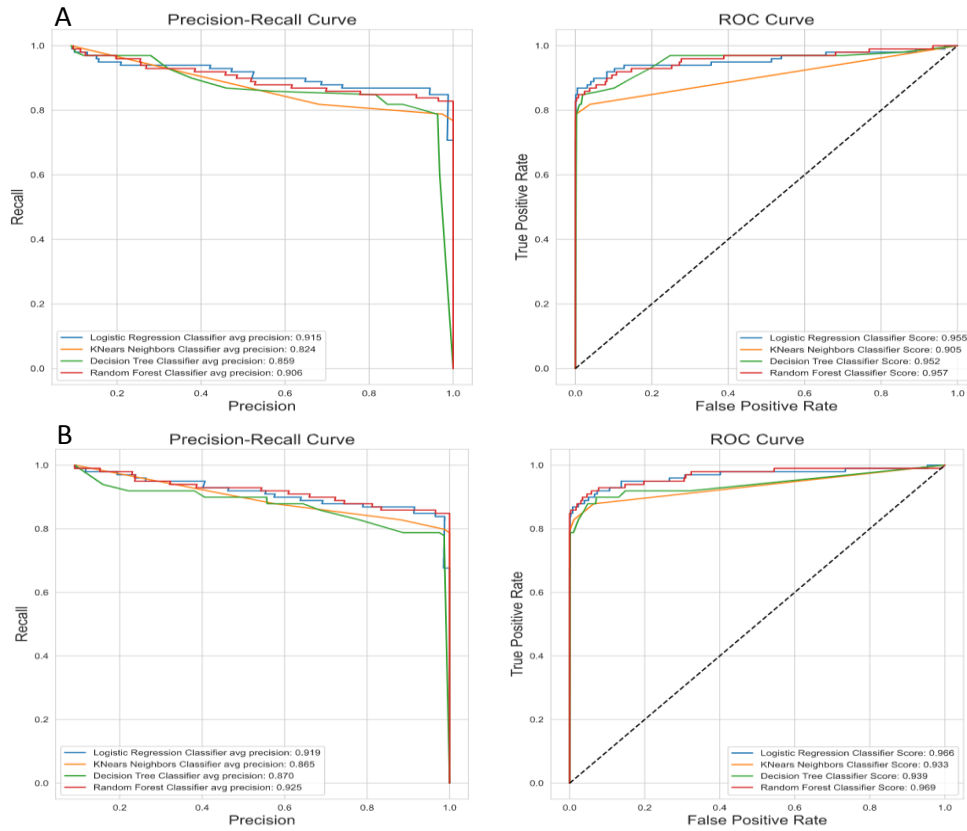 A
Precision-Recall Curve
1.0
0.8
0.6
0.4
0.2
0.0
Recall
Logistic Regression Classifier avg precision: 0.915
KNears Neighbors Classifier avg precision: 0.824
Decision Tree Classifier avg precision: 0.859
Random Forest Classifier avg precision: 0.906
0.2 0.4 0.6 0.8 1.0
Precision
ROC Curve
1.0
0.8
0.6
0.4
0.2
0.0
True Positive Rate
Logistic Regression Classifier Score: 0.955
KNears Neighbors Classifier Score: 0.905
Decision Tree Classifier Score: 0.952
Random Forest Classifier Score: 0.957
0.0 0.2 0.4 0.6 0.8 1.0
False Positive Rate
B
Precision-Recall Curve
1.0
0.8
0.6
0.4
0.2
0.0
Recall
Logistic Regression Classifier avg precision: 0.919
KNears Neighbors Classifier avg precision: 0.865
Decision Tree Classifier avg precision: 0.870
Random Forest Classifier avg precision: 0.925
0.2 0.4 0.6 0.8 1.0
Precision
ROC Curve
1.0
0.8
0.6
0.4
0.2
0.0
True Positive Rate
Logistic Regression Classifier Score: 0.966
KNears Neighbors Classifier Score: 0.933
Decision Tree Classifier Score: 0.939
Random Forest Classifier Score: 0.969
0.0 0.2 0.4 0.6 0.8 1.0
False Positive Rate